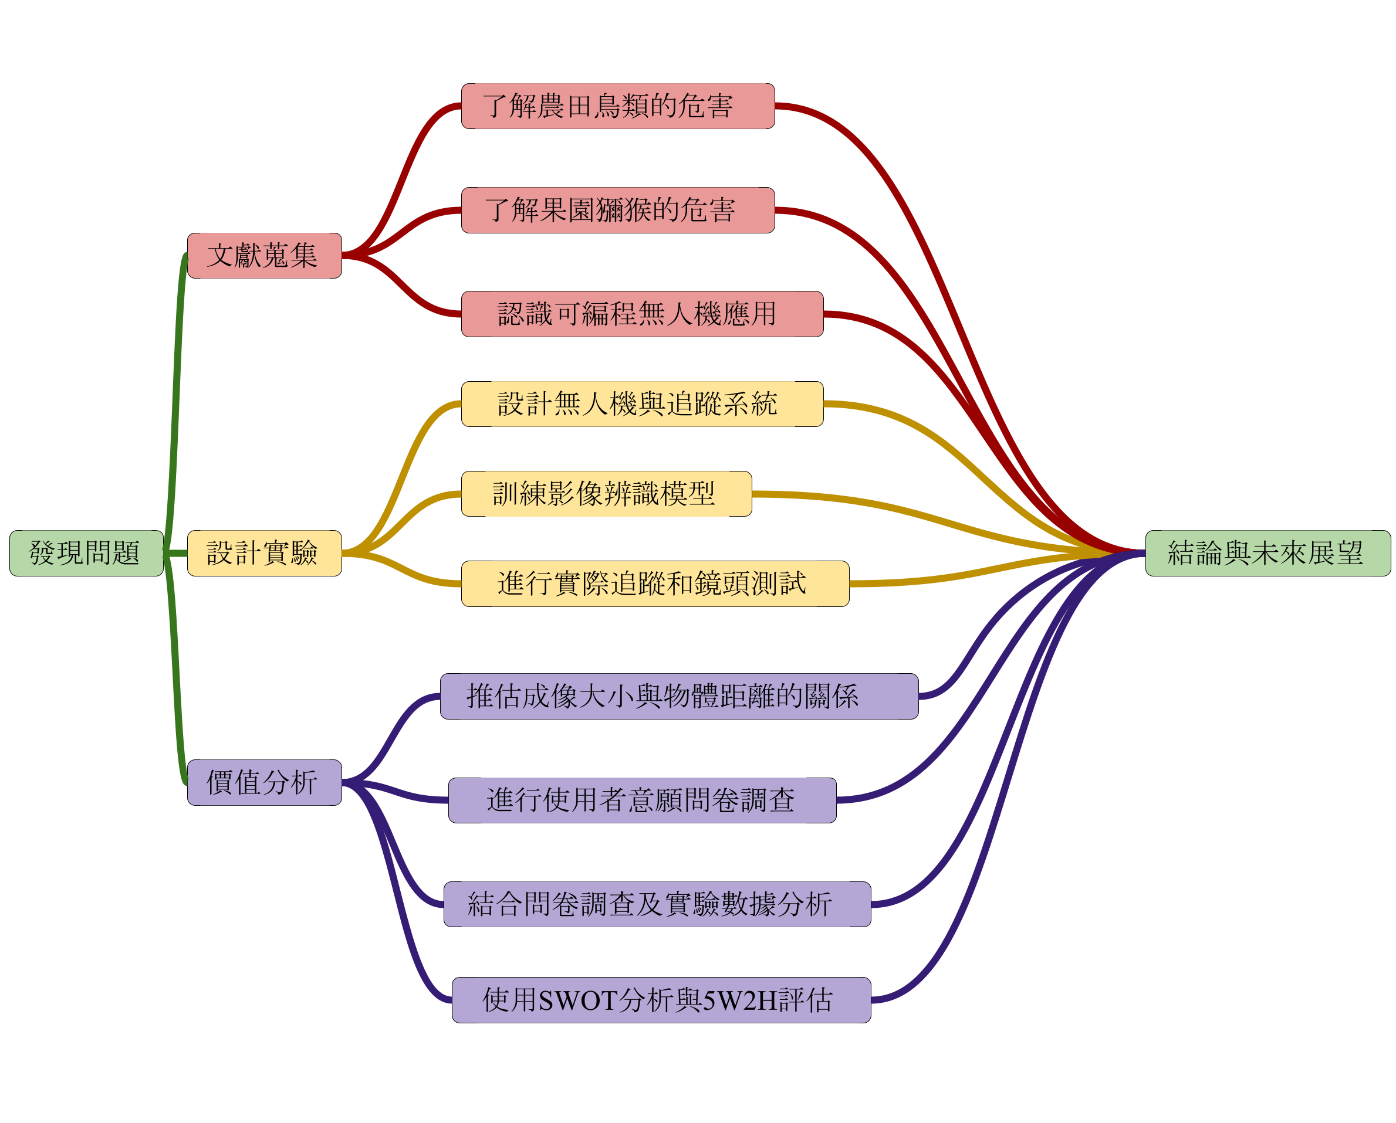 發現問題
文獻蒐集
了解農田鳥類的危害
了解果園獼猴的危害
認識可編程無人機應用
設計實驗
設計無人機與追蹤系統
訓練影像辨識模型
進行實際追蹤和鏡頭測試
價值分析
推估成像大小與物體距離的關係
進行使用者意願問卷調查
結合問卷調查及實驗數據分析
使用SWOT分析與5W2H評估
結論與未來展望